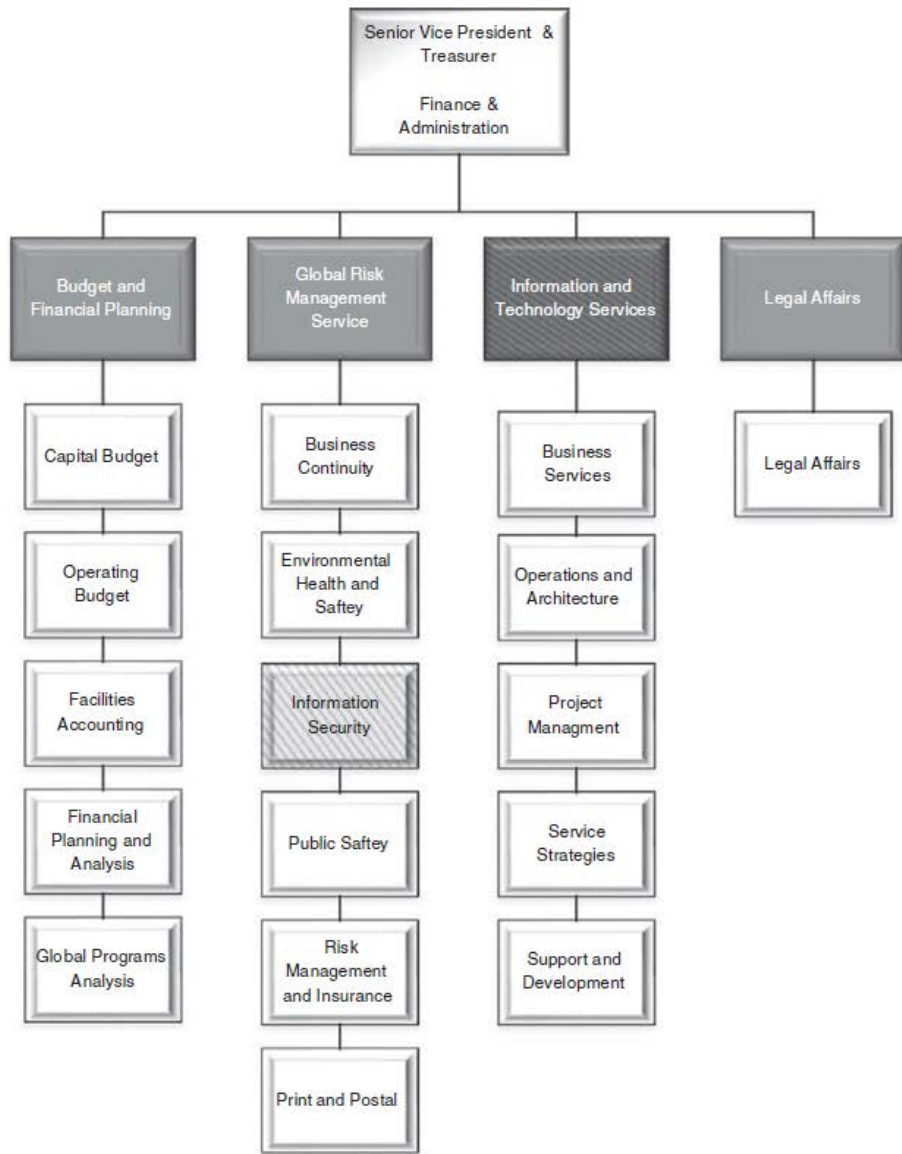 Senior Vice President &
Treasurer
Finance &
Administration
Budget and
Financial Planning
Global Risk
Management
Service
Information and
Technology Services
Legal Affairs
Capital Budget
Operating
Budget
Facilities
Accounting
Financial
Planning and
Analysis
Global Programs
Analysis
Business
Continuity
Environmental
Health and
Saftey
Information
Security
Public Saftey
Risk
Management
and Insurance
Print and Postal
Business
Services
Operations and
Architecture
Project
Managment
Service
Strategies
Support and
Development
Legal Affairs